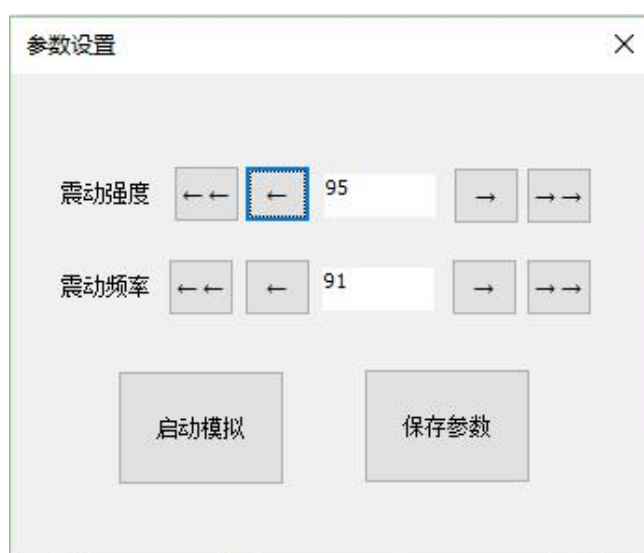 参数设置
震动强度 ←← ← 95 → →→
震动频率 ←← ← 91 → →→
启动模拟 保存参数